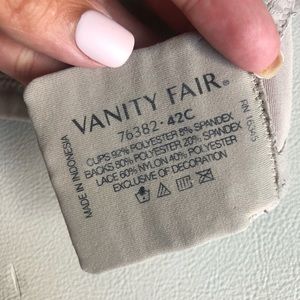 VANITY FAIR®
76382 · 42C
CUPS 92% POLYESTER 8% SPANDEX
BACKS 80% POLYESTER 20% SPANDEX
LACE 60% NYLON 40% POLYESTER
EXCLUSIVE OF DECORATION
MADE IN INDONESIA
RN